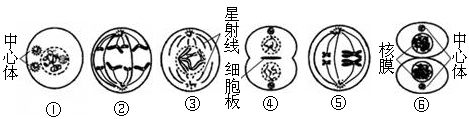 中心体
星射线
细胞板
核膜
中心体
① ② ③ ④ ⑤ ⑥